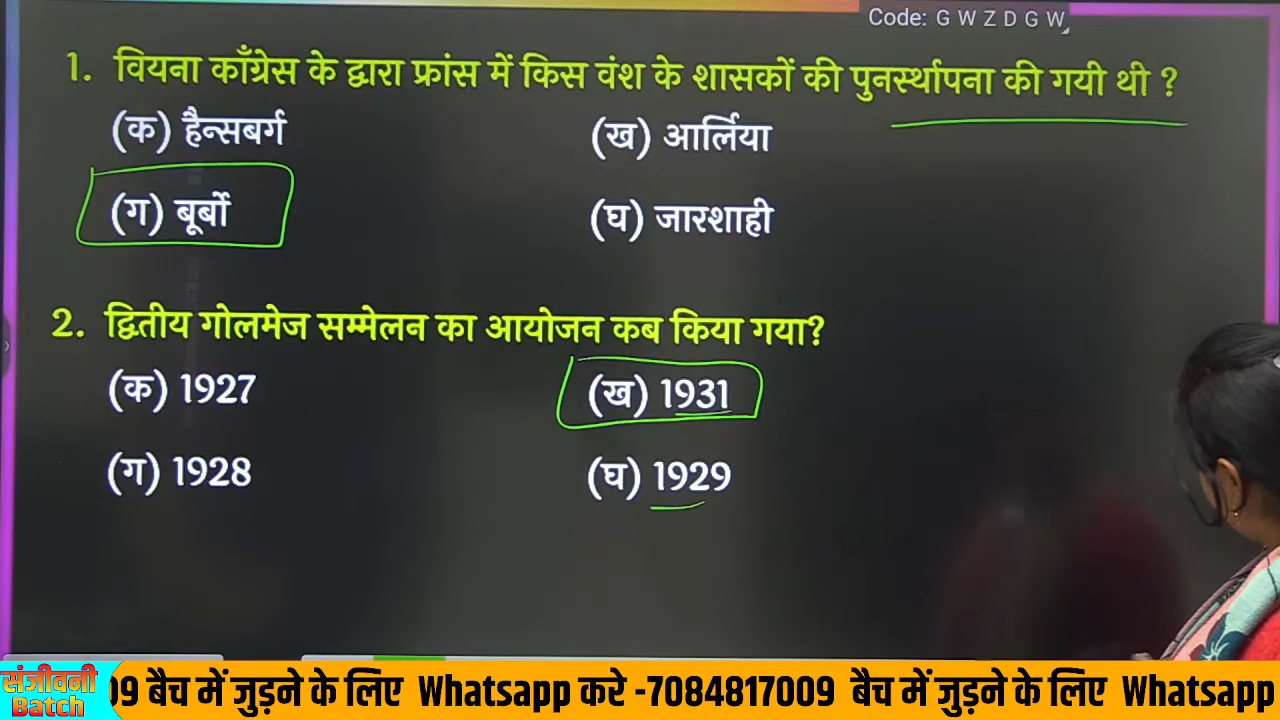 Code: G W Z D G W
1. वियना काँग्रेस के द्वारा फ्रांस में किस वंश के शासकों की पुनर्स्थापना की गयी थी ?
(क) हैन्सबर्ग (ख) आर्लिया
(ग) बूर्बो (घ) जारशाही
2. द्वितीय गोलमेज सम्मेलन का आयोजन कब किया गया?
(क) 1927 (ख) 1931
(ग) 1928 (घ) 1929
संजीवनी
Batch
09 बैच में जुड़ने के लिए Whatsapp करे -7084817009 बैच में जुड़ने के लिए Whatsapp